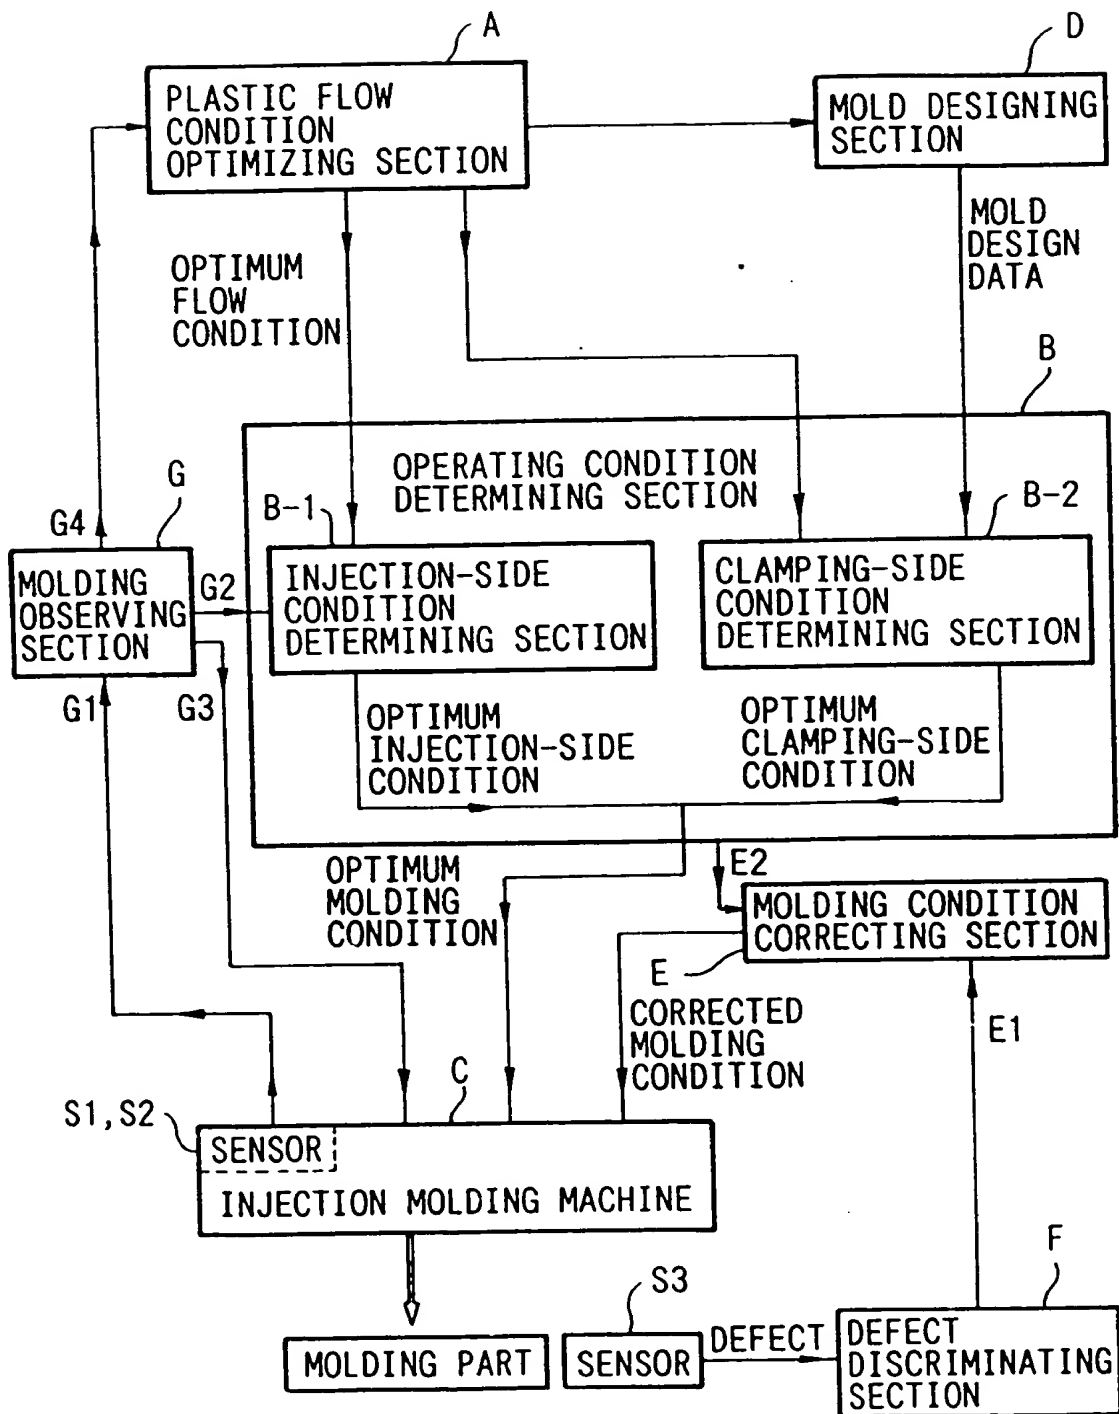 A
D
PLASTIC FLOW
CONDITION
OPTIMIZING SECTION
MOLD DESIGNING
SECTION
OPTIMUM
FLOW
CONDITION
MOLD
DESIGN
DATA
B
OPERATING CONDITION
DETERMINING SECTION
G
B-1
B-2
G4
MOLDING
OBSERVING
SECTION
G2
INJECTION-SIDE
CONDITION
DETERMINING SECTION
CLAMPING-SIDE
CONDITION
DETERMINING SECTION
G1
G3
OPTIMUM
INJECTION-SIDE
CONDITION
OPTIMUM
CLAMPING-SIDE
CONDITION
OPTIMUM
MOLDING
CONDITION
E2
MOLDING CONDITION
CORRECTING SECTION
E
CORRECTED
MOLDING
CONDITION
E1
C
S1,S2
SENSOR
INJECTION MOLDING MACHINE
S3
F
MOLDING PART
SENSOR
DEFECT
DEFECT
DISCRIMINATING
SECTION